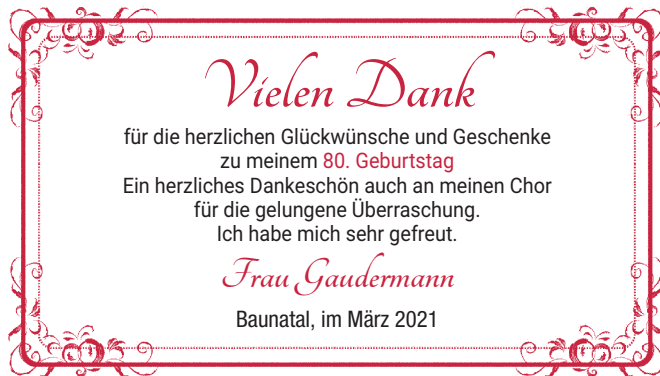 Vielen Dank
für die herzlichen Glückwünsche und Geschenke
zu meinem 80. Geburtstag
Ein herzliches Dankeschön auch an meinen Chor
für die gelungene Überraschung.
Ich habe mich sehr gefreut.
Frau Gaudermann
Baunatal, im März 2021